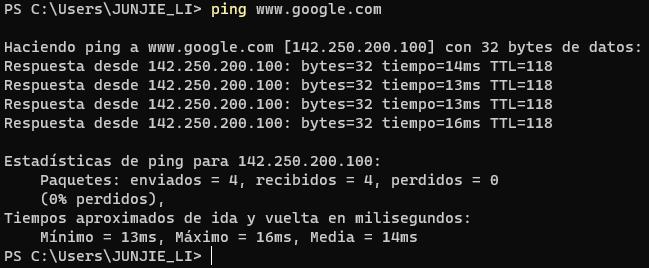 PS C:\Users\JUNJIE_LI> ping www.google.com
Haciendo ping a www.google.com [142.250.200.100] con 32 bytes de datos:
Respuesta desde 142.250.200.100: bytes=32 tiempo=14ms TTL=118
Respuesta desde 142.250.200.100: bytes=32 tiempo=13ms TTL=118
Respuesta desde 142.250.200.100: bytes=32 tiempo=13ms TTL=118
Respuesta desde 142.250.200.100: bytes=32 tiempo=16ms TTL=118
Estadísticas de ping para 142.250.200.100:
Paquetes: enviados = 4, recibidos = 4, perdidos = 0
(0% perdidos),
Tiempos aproximados de ida y vuelta en milisegundos:
Mínimo = 13ms, Máximo = 16ms, Media = 14ms
PS C:\Users\JUNJIE_LI>